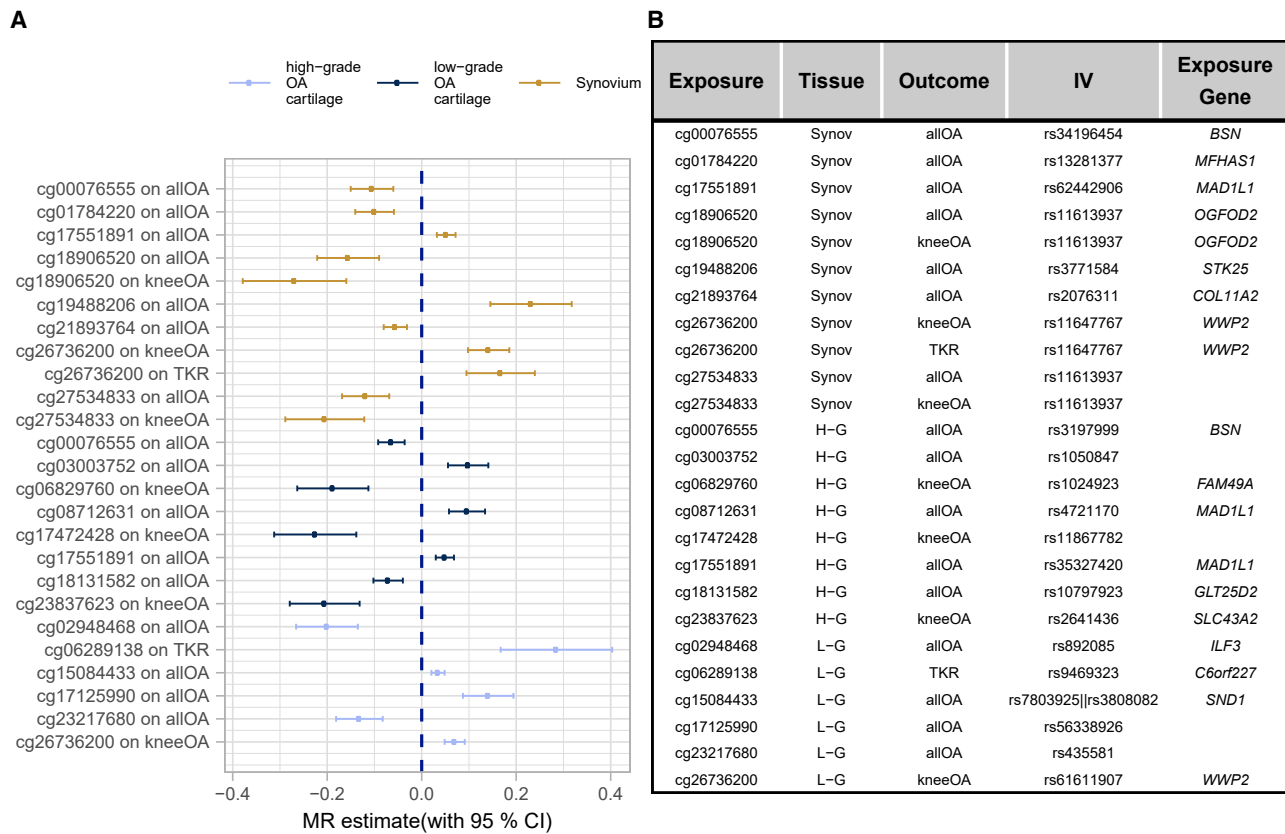 A
high−grade
OA
cartilage
low−grade
OA
cartilage
Synovium
cg00076555 on allOA
cg01784220 on allOA
cg17551891 on allOA
cg18906520 on allOA
cg18906520 on kneeOA
cg19488206 on allOA
cg21893764 on allOA
cg26736200 on kneeOA
cg26736200 on TKR
cg27534833 on allOA
cg27534833 on kneeOA
cg00076555 on allOA
cg03003752 on allOA
cg06829760 on kneeOA
cg08712631 on allOA
cg17472428 on kneeOA
cg17551891 on allOA
cg18131582 on allOA
cg23837623 on kneeOA
cg02948468 on allOA
cg06289138 on TKR
cg15084433 on allOA
cg17125990 on allOA
cg23217680 on allOA
cg26736200 on kneeOA
−0.4 −0.2 0.0 0.2 0.4
MR estimate(with 95 % CI)
B
Exposure Tissue Outcome IV Exposure Gene
cg00076555 Synov allOA rs34196454 BSN
cg01784220 Synov allOA rs13281377 MFHAS1
cg17551891 Synov allOA rs62442906 MAD1L1
cg18906520 Synov allOA rs11613937 OGFOD2
cg18906520 Synov kneeOA rs11613937 OGFOD2
cg19488206 Synov allOA rs3771584 STK25
cg21893764 Synov allOA rs2076311 COL11A2
cg26736200 Synov kneeOA rs11647767 WWP2
cg26736200 Synov TKR rs11647767 WWP2
cg27534833 Synov allOA rs11613937
cg27534833 Synov kneeOA rs11613937
cg00076555 H−G allOA rs3197999 BSN
cg03003752 H−G allOA rs1050847
cg06829760 H−G kneeOA rs1024923 FAM49A
cg08712631 H−G allOA rs4721170 MAD1L1
cg17472428 H−G kneeOA rs11867782
cg17551891 H−G allOA rs35327420 MAD1L1
cg18131582 H−G allOA rs10797923 GLT25D2
cg23837623 H−G kneeOA rs2641436 SLC43A2
cg02948468 L−G allOA rs892085 ILF3
cg06289138 L−G TKR rs9469323 C6orf227
cg15084433 L−G allOA rs7803925||rs3808082 SND1
cg17125990 L−G allOA rs56338926
cg23217680 L−G allOA rs435581
cg26736200 L−G kneeOA rs61611907 WWP2